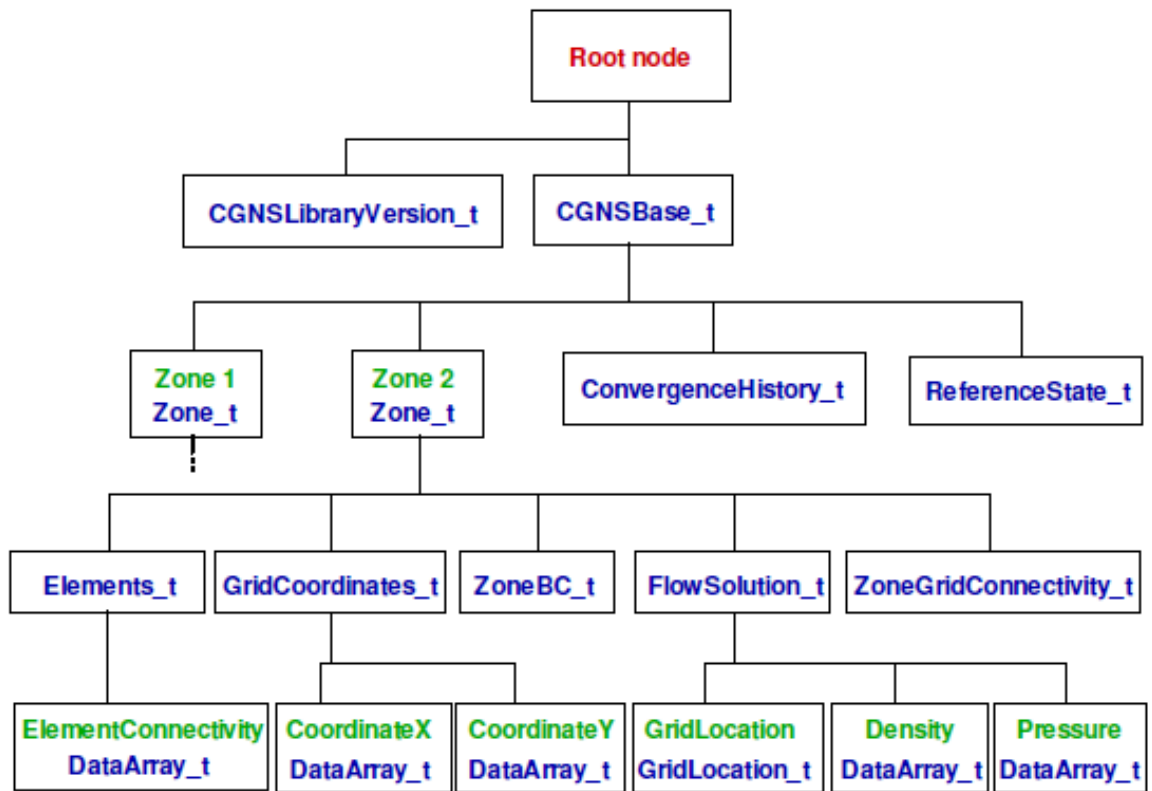 Root node
CGNSLibraryVersion_t
CGNSBase_t
Zone 1
Zone_t
Zone 2
Zone_t
ConvergenceHistory_t
ReferenceState_t
Elements_t
GridCoordinates_t
ZoneBC_t
FlowSolution_t
ZoneGridConnectivity_t
ElementConnectivity
DataArray_t
CoordinateX
DataArray_t
CoordinateY
DataArray_t
GridLocation
GridLocation_t
Density
DataArray_t
Pressure
DataArray_t